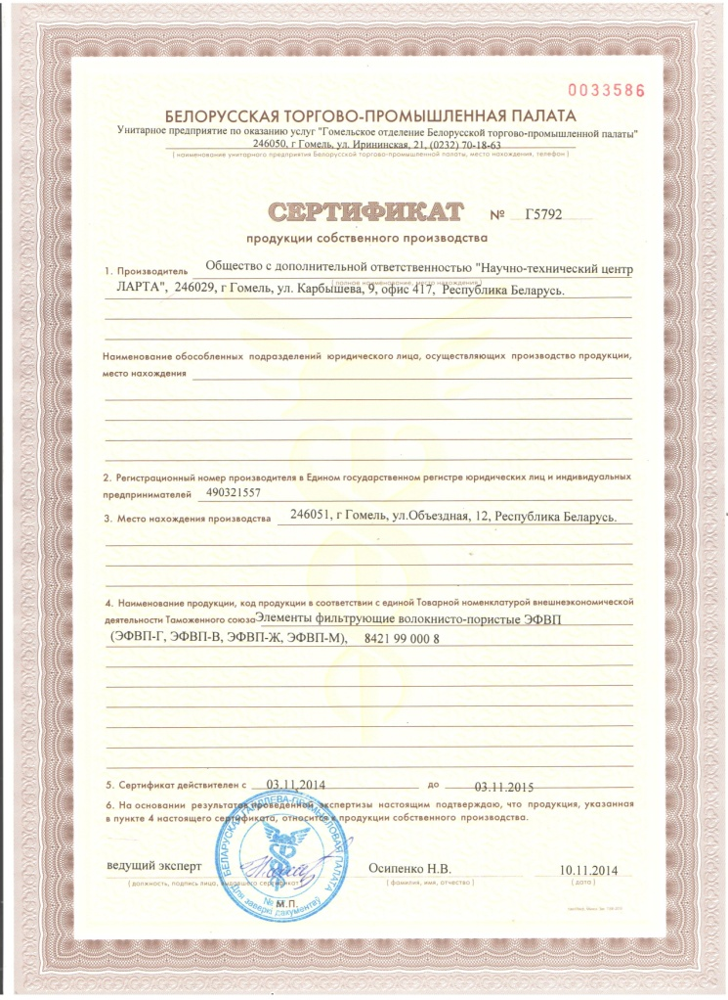 0033586
БЕЛОРУССКАЯ ТОРГОВО-ПРОМЫШЛЕННАЯ ПАЛАТА
Унитарное предприятие по оказанию услуг "Гомельское отделение Белорусской торгово-промышленной палаты"
246050, г Гомель, ул. Ирининская, 21, (0232) 70-18-63
( наименование унитарного предприятия Белорусской торгово-промышленной палаты, место нахождения, телефон )
СЕРТИФИКАТ № Г5792
продукции собственного производства
1. Производитель Общество с дополнительной ответственностью "Научно-технический центр
( полное наименование, место нахождения )
ЛАРТА", 246029, г Гомель, ул. Карбышева, 9, офис 417, Республика Беларусь.
Наименование обособленных подразделений юридического лица, осуществляющих производство продукции,
место нахождения
2. Регистрационный номер производителя в Едином государственном регистре юридических лиц и индивидуальных
предпринимателей 490321557
3. Место нахождения производства 246051, г Гомель, ул.Объездная, 12, Республика Беларусь.
4. Наименование продукции, код продукции в соответствии с единой Товарной номенклатурой внешнеэкономической
деятельности Таможенного союза Элементы фильтрующие волокнисто-пористые ЭФВП
(ЭФВП-Г, ЭФВП-В, ЭФВП-Ж, ЭФВП-М), 8421 99 000 8
5. Сертификат действителен с 03.11.2014 до 03.11.2015
6. На основании результатов проведенной экспертизы настоящим подтверждаю, что продукция, указанная
в пункте 4 настоящего сертификата, относится к продукции собственного производства.
БЕЛАРУСКАЯ ГАНДЛЁВА-ПРАМЫСЛОВАЯ ПАЛАТА
Для заверкі дакументаў
№
ведущий эксперт Осипенко Н.В. 10.11.2014
(должность, подпись лица, выдавшего сертификат) ( фамилия, имя, отчество ) ( дата )
М.П.